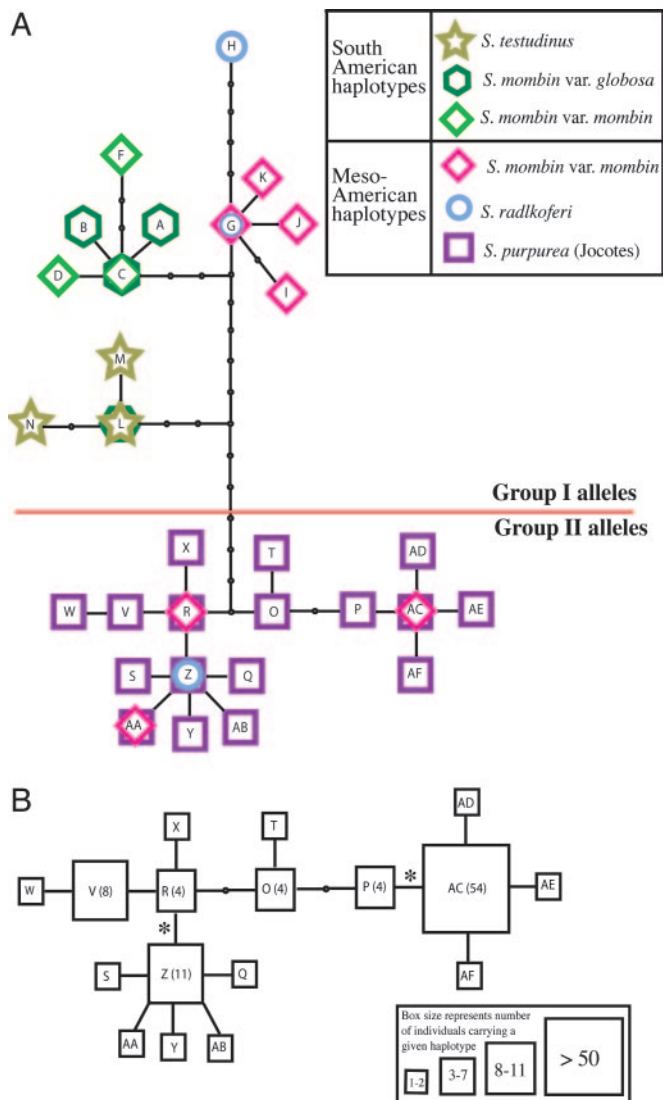 A
H
South
American
haplotypes
S. testudinus
S. mombin var. globosa
S. mombin var. mombin
Meso-
American
haplotypes
S. mombin var. mombin
S. radlkoferi
S. purpurea (Jocotes)
F
K
B
A
G
J
D
C
I
M
N
L
Group I alleles
Group II alleles
X
T
AD
W
V
R
O
P
AC
AE
S
Z
Q
AF
AA
Y
AB
B
AD
X
T
W
V (8)
R (4)
O (4)
P (4)
*
AC (54)
AE
*
S
Z (11)
Q
AF
AA
Y
AB
Box size represents number
of individuals carrying a
given haplotype
1-2
3-7
8-11
> 50